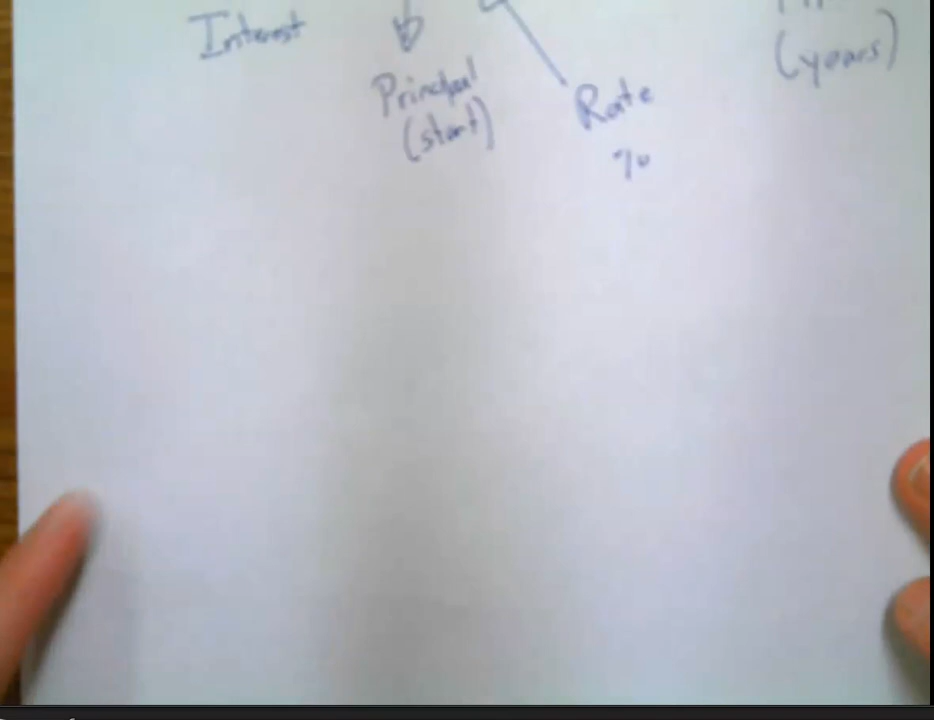 Interest
Principal
(start)
Rate
%
(years)